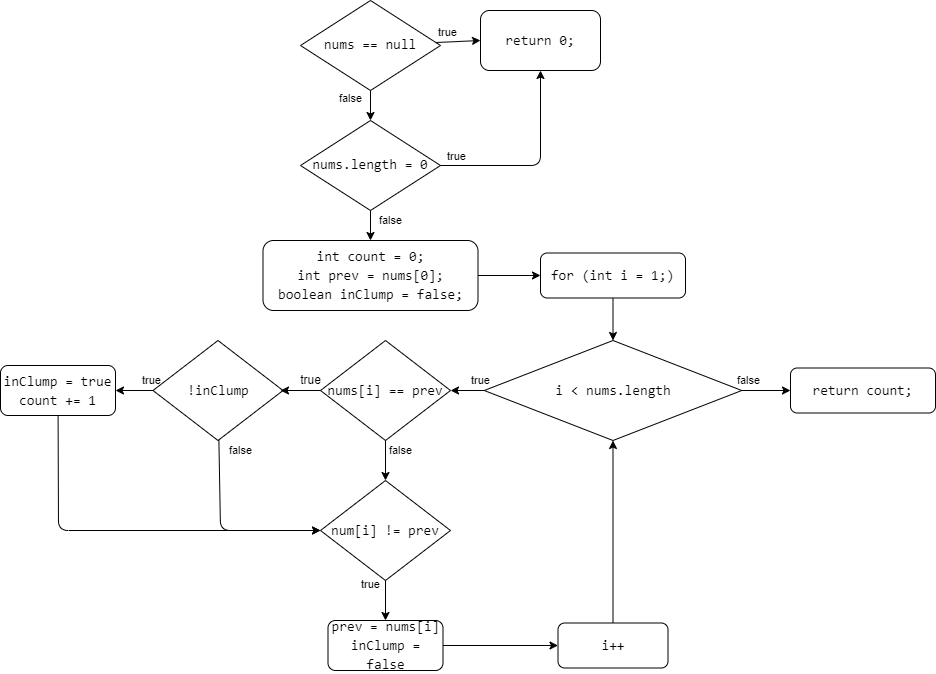 nums == null
true
return 0;
false
nums.length = 0
true
false
int count = 0;
int prev = nums[0];
boolean inClump = false;
for (int i = 1;)
inClump = true
count += 1
true
!inClump
true
nums[i] == prev
true
i < nums.length
false
return count;
false
false
num[i] != prev
true
prev = nums[i]
inClump =
false
i++